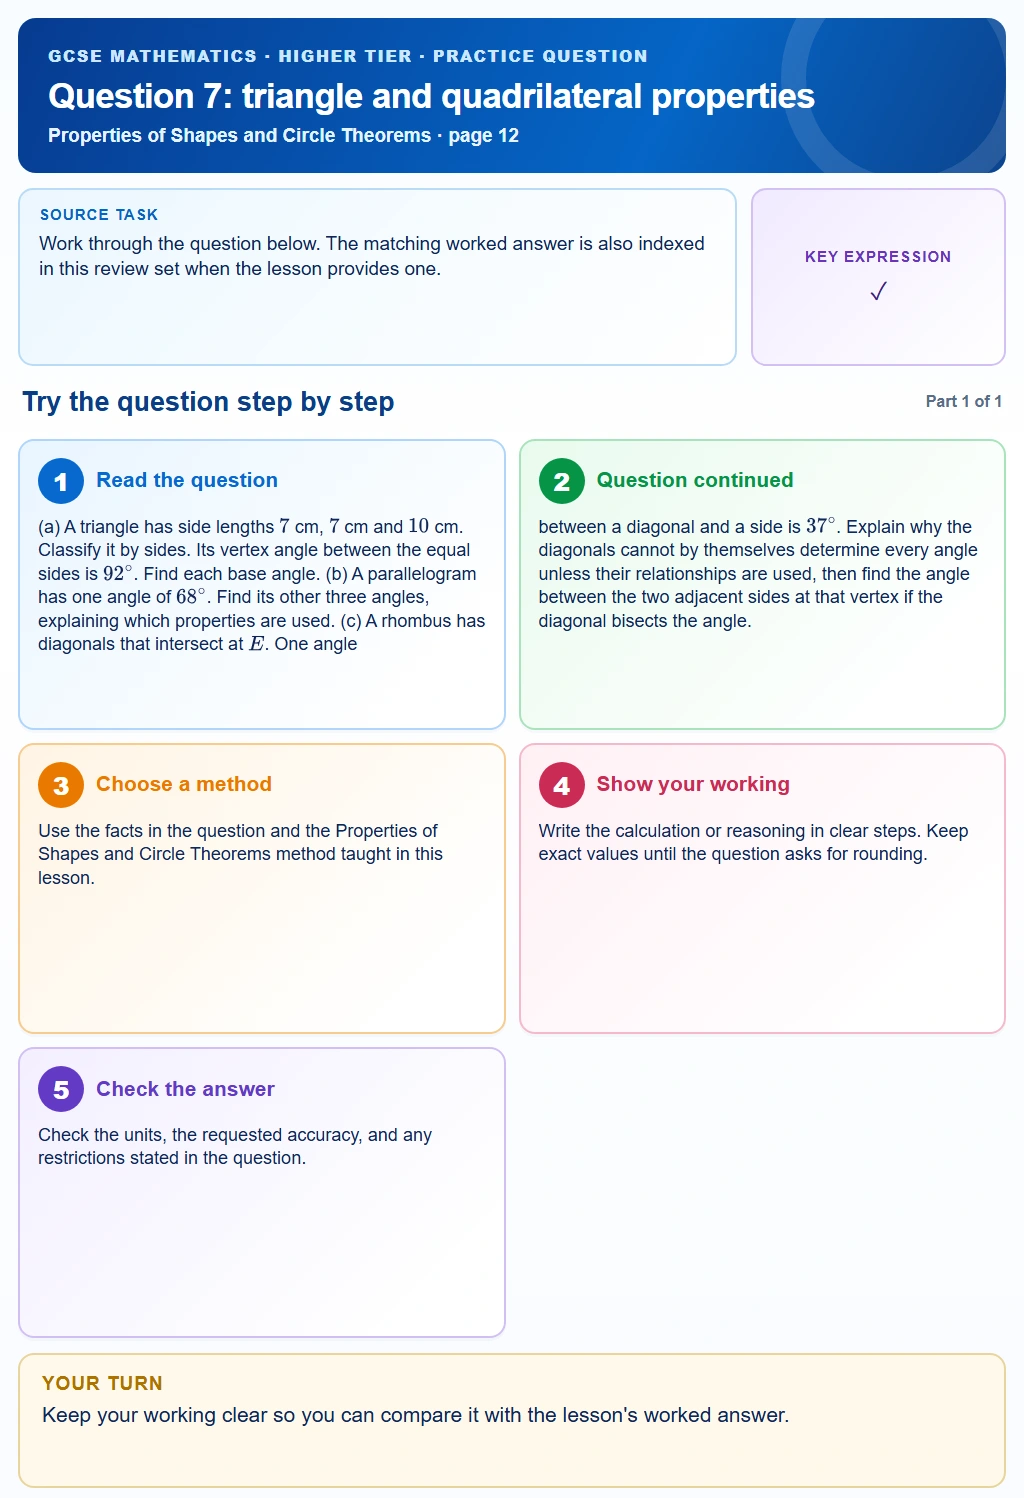 GCSE MATHEMATICS · HIGHER TIER · PRACTICE QUESTION
Question 7: triangle and quadrilateral properties
Properties of Shapes and Circle Theorems · page 12
SOURCE TASK
Work through the question below. The matching worked answer is also indexed
in this review set when the lesson provides one.
KEY EXPRESSION
✓
Try the question step by step
Part 1 of 1
1 Read the question
(a) A triangle has side lengths 7 cm, 7 cm and 10 cm.
Classify it by sides. Its vertex angle between the equal
sides is 92°. Find each base angle. (b) A parallelogram
has one angle of 68°. Find its other three angles,
explaining which properties are used. (c) A rhombus has
diagonals that intersect at E. One angle
2 Question continued
between a diagonal and a side is 37°. Explain why the
diagonals cannot by themselves determine every angle
unless their relationships are used, then find the angle
between the two adjacent sides at that vertex if the
diagonal bisects the angle.
3 Choose a method
Use the facts in the question and the Properties of
Shapes and Circle Theorems method taught in this
lesson.
4 Show your working
Write the calculation or reasoning in clear steps. Keep
exact values until the question asks for rounding.
5 Check the answer
Check the units, the requested accuracy, and any
restrictions stated in the question.
YOUR TURN
Keep your working clear so you can compare it with the lesson's worked answer.